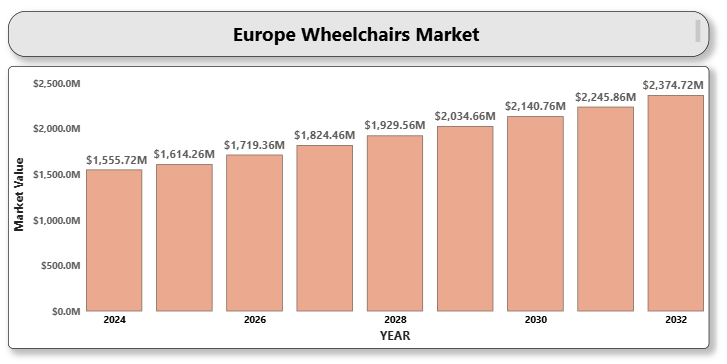 Europe Wheelchairs Market
$2,500.0M
$2,000.0M
$1,500.0M
$1,000.0M
$500.0M
$0.0M
Market Value
$1,555.72M
$1,614.26M
$1,719.36M
$1,824.46M
$1,929.56M
$2,034.66M
$2,140.76M
$2,245.86M
$2,374.72M
2024
2026
2028
2030
2032
YEAR